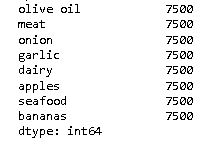 olive oil 7500
meat 7500
onion 7500
garlic 7500
dairy 7500
apples 7500
seafood 7500
bananas 7500
dtype: int64